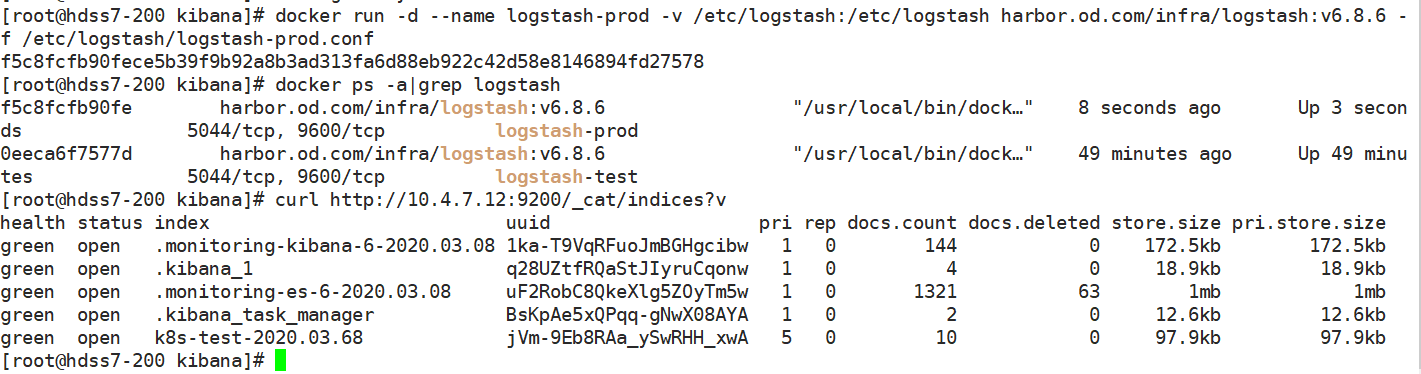 [root@hdss7-200 kibana]# docker run -d --name logstash-prod -v /etc/logstash:/etc/logstash harbor.od.com/infra/logstash:v6.8.6 -
f /etc/logstash/logstash-prod.conf
f5c8fcfb90fece5b39f9b92a8b3ad313fa6d88eb922c42d58e8146894fd27578
[root@hdss7-200 kibana]# docker ps -a|grep logstash
f5c8fcfb90fe        harbor.od.com/infra/logstash:v6.8.6                "/usr/local/bin/dock…"    8 seconds ago       Up 3 secon
ds              5044/tcp, 9600/tcp          logstash-prod
0eeca6f7577d        harbor.od.com/infra/logstash:v6.8.6                "/usr/local/bin/dock…"    49 minutes ago      Up 49 minu
tes             5044/tcp, 9600/tcp          logstash-test
[root@hdss7-200 kibana]# curl http://10.4.7.12:9200/_cat/indices?v
health status index                           uuid                   pri rep docs.count docs.deleted store.size pri.store.size
green  open   .monitoring-kibana-6-2020.03.08 1ka-T9VqRFuoJmBGHgcibw   1   0        144            0    172.5kb        172.5kb
green  open   .kibana_1                       q28UZtfRQaStJIyruCqonw   1   0          4            0     18.9kb         18.9kb
green  open   .monitoring-es-6-2020.03.08     uF2RobC8QkeXlg5ZOyTm5w   1   0       1321           63        1mb            1mb
green  open   .kibana_task_manager            BsKpAe5xQPqq-gNwX08AYA   1   0          2            0     12.6kb         12.6kb
green  open   k8s-test-2020.03.68             jVm-9Eb8RAa_ySwRHH_xwA   5   0         10            0     97.9kb         97.9kb
[root@hdss7-200 kibana]#